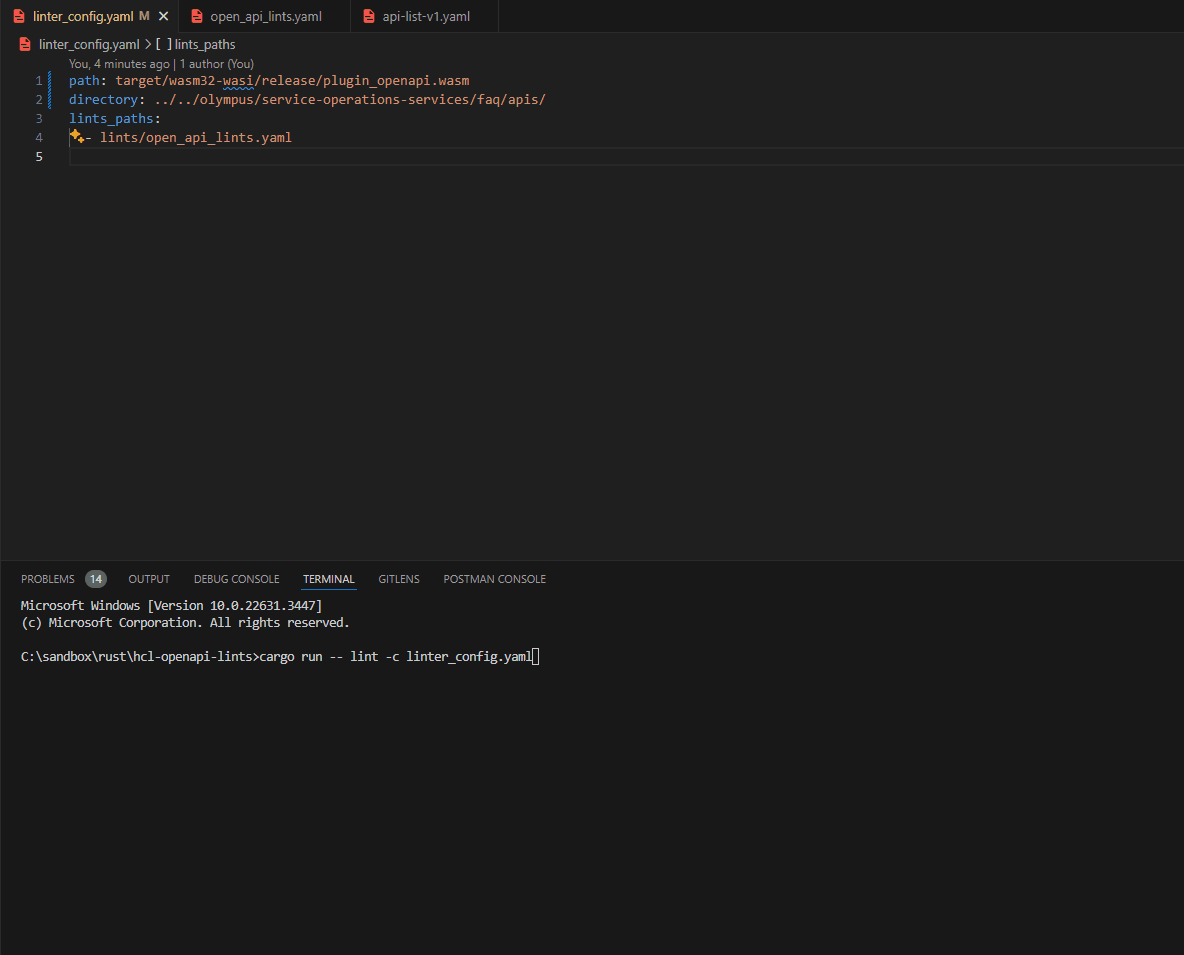 linter_config.yaml M open_api_lints.yaml api-list-v1.yaml
linter_config.yaml > [ ] lints_paths
You, 4 minutes ago | 1 author (You)
1 path: target/wasm32-wasi/release/plugin_openapi.wasm
2 directory: ../../olympus/service-operations-services/faq/apis/
3 lints_paths:
4 - lints/open_api_lints.yaml
5
PROBLEMS 14 OUTPUT DEBUG CONSOLE TERMINAL GITLENS POSTMAN CONSOLE
Microsoft Windows [Version 10.0.22631.3447]
(c) Microsoft Corporation. All rights reserved.
C:\sandbox\rust\hcl-openapi-lints>cargo run -- lint -c linter_config.yaml